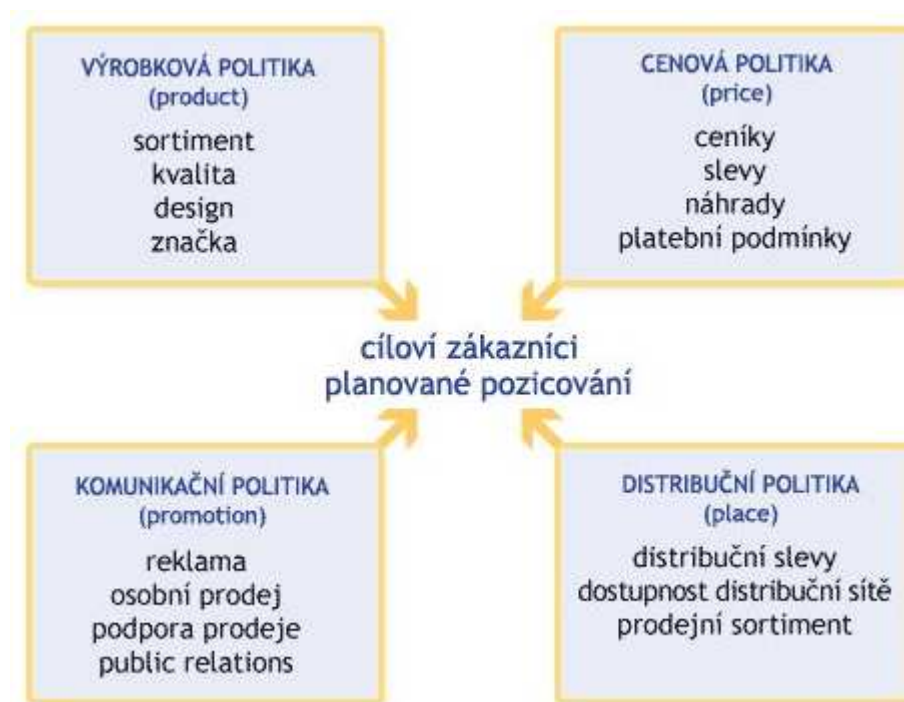 VÝROBKOVÁ POLITIKA
(product)
sortiment
kvalita
design
značka
CENOVÁ POLITIKA
(price)
ceníky
slevy
náhrady
platební podmínky
cíloví zákazníci
planované pozicování
KOMUNIKAČNÍ POLITIKA
(promotion)
reklama
osobní prodej
podpora prodeje
public relations
DISTRIBUČNÍ POLITIKA
(place)
distribuční slevy
dostupnost distribuční sítě
prodejní sortiment